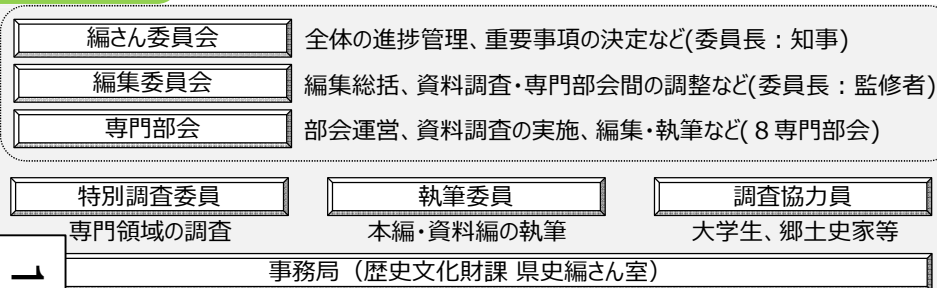 編さん委員会 全体の進捗管理、重要事項の決定など(委員長：知事)
編集委員会 編集総括、資料調査・専門部会間の調整など(委員長：監修者)
専門部会 部会運営、資料調査の実施、編集・執筆など(８専門部会)
特別調査委員 執筆委員 調査協力員
専門領域の調査 本編・資料編の執筆 大学生、郷土史家等
事務局（歴史文化財課 県史編さん室）
1